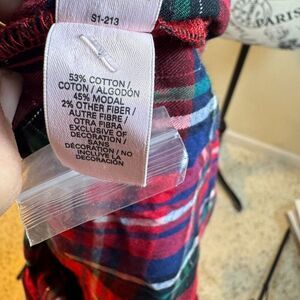 S1-213
PARIS
53% COTTON/
COTON / ALGODÓN
45% MODAL
2% OTHER FIBER /
AUTRE FIBRE /
OTRA FIBRA
EXCLUSIVE OF
DECORATION /
SANS
DÉCORATION / NO
INCLUYE LA
DECORACIÓN